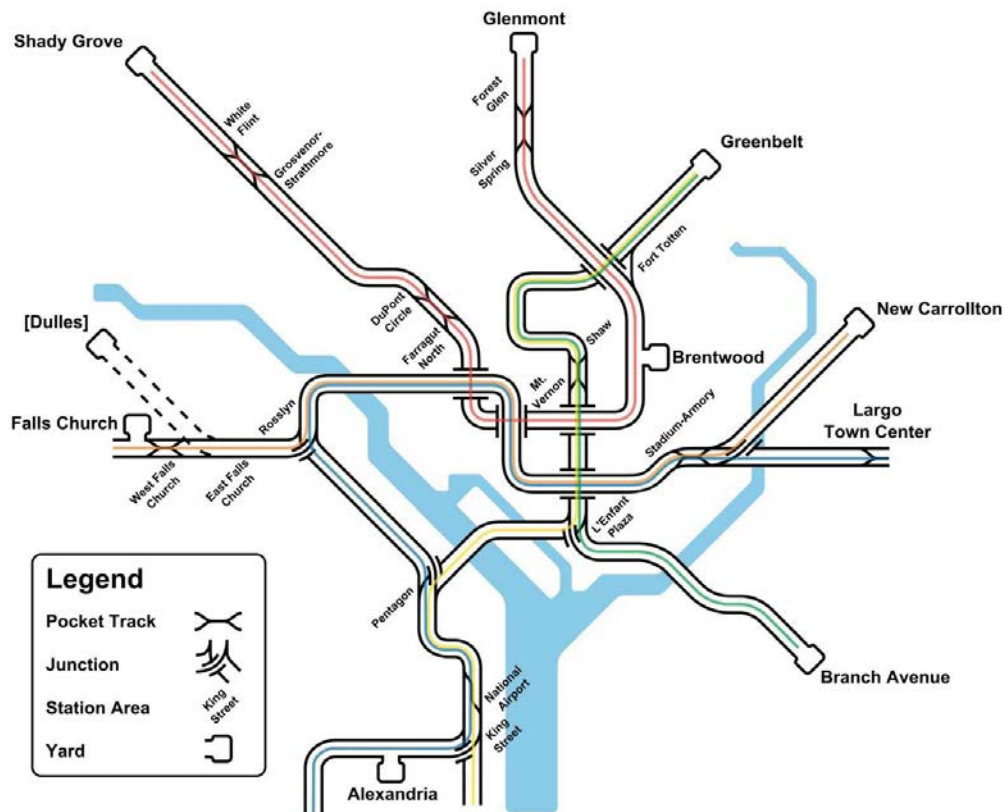 Glenmont
Shady Grove
Forest
Glen
White
Flint
Grosvenor-
Strathmore
Silver
Spring
Greenbelt
Fort Totten
[Dulles]
DuPont
Circle
Farragut
North
Shaw
New Carrollton
Mt.
Vernon
Brentwood
Falls Church
Rosslyn
Stadium-Armory
Largo
Town Center
West Falls
Church
East Falls
Church
L'Enfant
Plaza
Legend
Pocket Track
Junction
Station Area
King
Street
Yard
Pentagon
National
Airport
King
Street
Branch Avenue
Alexandria